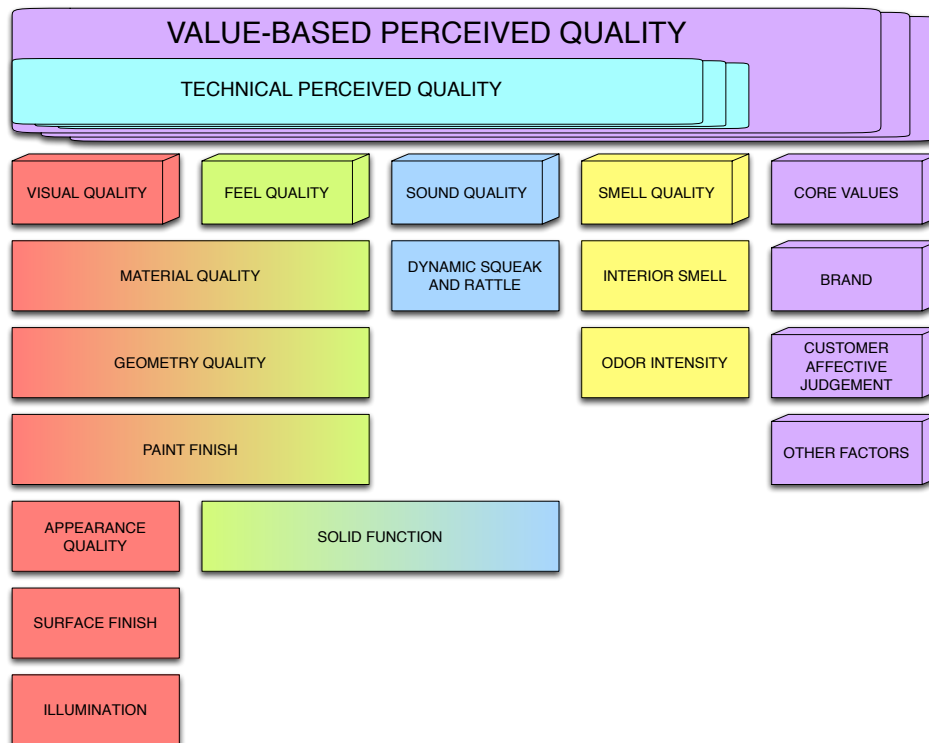 VALUE-BASED PERCEIVED QUALITY
TECHNICAL PERCEIVED QUALITY
VISUAL QUALITY
FEEL QUALITY
SOUND QUALITY
SMELL QUALITY
CORE VALUES
MATERIAL QUALITY
DYNAMIC SQUEAK
AND RATTLE
INTERIOR SMELL
BRAND
GEOMETRY QUALITY
ODOR INTENSITY
CUSTOMER
AFFECTIVE
JUDGEMENT
PAINT FINISH
OTHER FACTORS
APPEARANCE
QUALITY
SOLID FUNCTION
SURFACE FINISH
ILLUMINATION